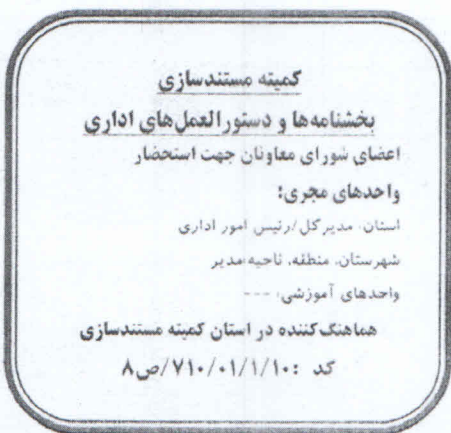 کمیته مستندسازی
بخشنامه‌ها و دستورالعمل‌های اداری
اعضای شورای معاونان جهت استحضار
واحدهای مجری:
استان، مدیرکل/رئیس امور اداری
شهرستان، منطقه، ناحیه مدیر
واحدهای آموزشی: ---
هماهنگ‌کننده در استان کمیته مستندسازی
کد :۷۱۰/۰۱/۱/۱۰/ص۸